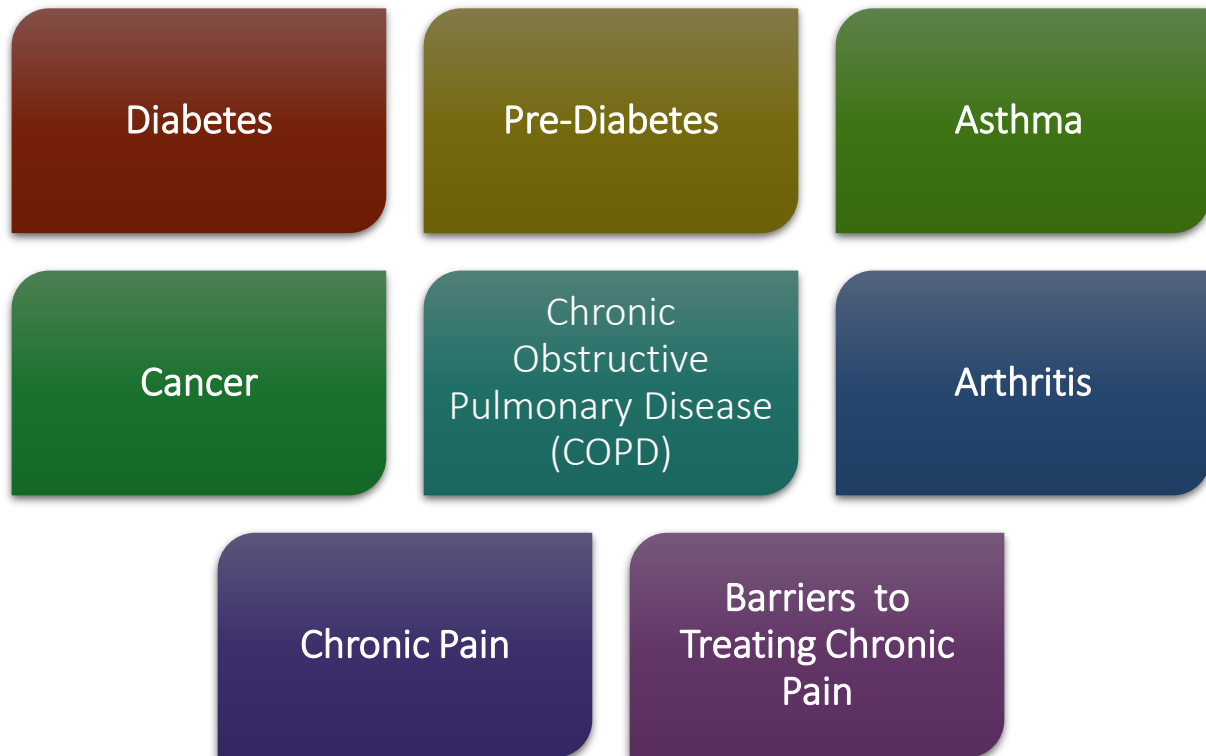 Diabetes
Pre-Diabetes
Asthma
Cancer
Chronic
Obstructive
Pulmonary Disease
(COPD)
Arthritis
Chronic Pain
Barriers  to
Treating Chronic
Pain